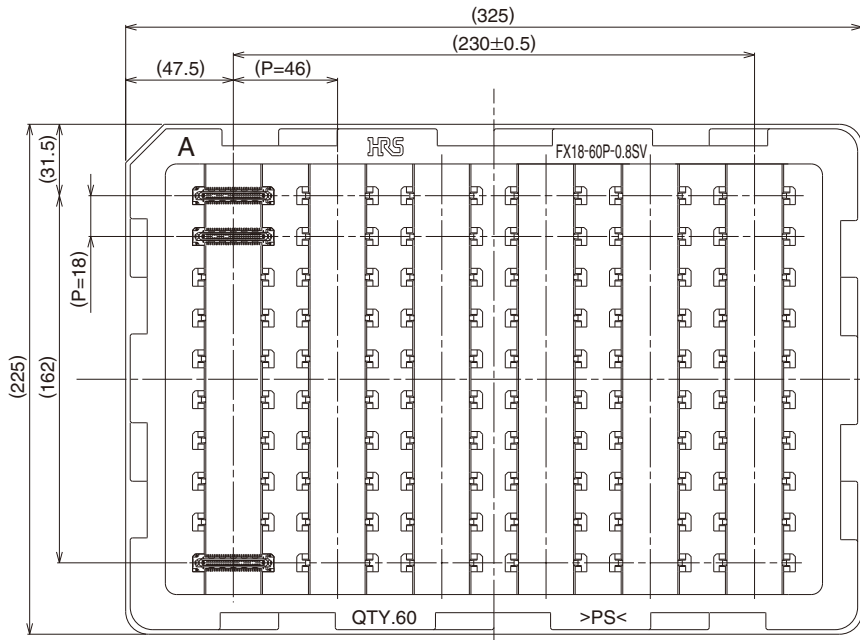 (325)
(230±0.5)
(47.5)
(P=46)
(31.5)
A
HRS
FX18-60P-0.8SV
(P=18)
(225)
(162)
QTY.60
>PS<